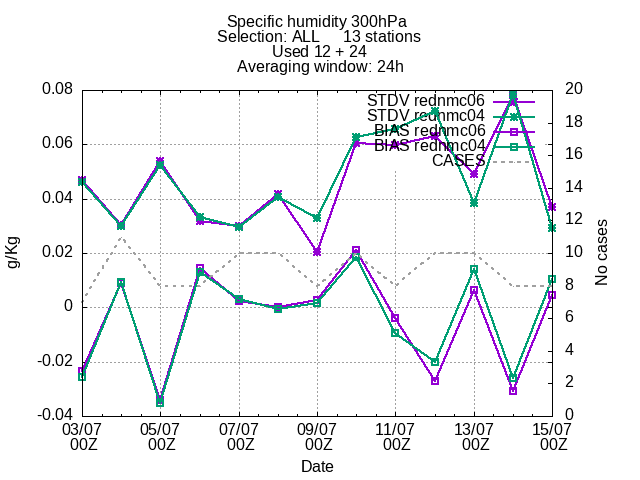 Specific humidity 300hPa
Selection: ALL 13 stations
Used 12 + 24
Averaging window: 24h
0.08 20
STDV rednmc06
STDV rednmc04
18
BIAS rednmc06
0.06 BIAS rednmc04 16
CASES
14
0.04
12
g/Kg 0.02 10 No cases
8
0
6
4
-0.02
2
-0.04 0
03/07 05/07 07/07 09/07 11/07 13/07 15/07
00Z 00Z 00Z 00Z 00Z 00Z 00Z
Date